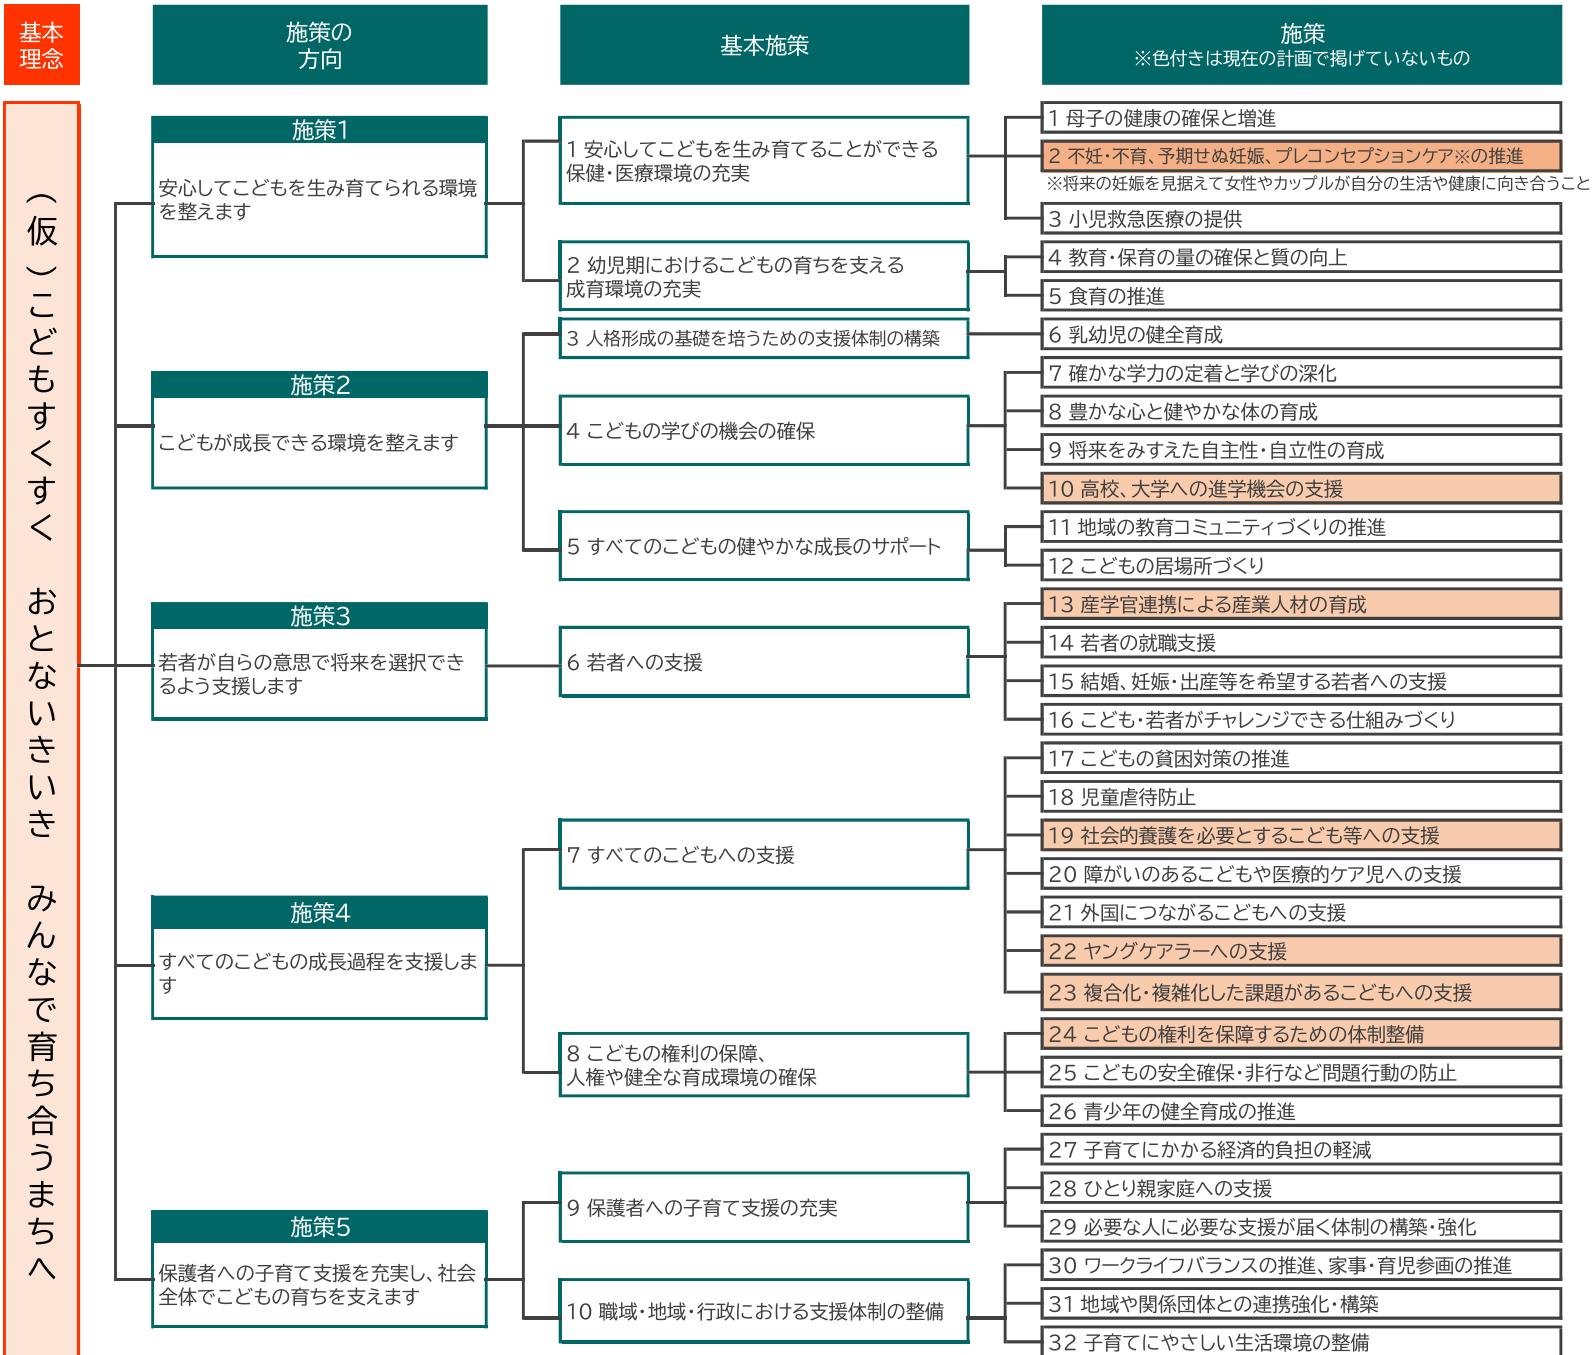 基本
理念
施策の
方向
基本施策
施策
※色付きは現在の計画で掲げていないもの
（仮）こどもすくすく　おとないきいき　みんなで育ち合うまちへ
施策1
安心してこどもを生み育てられる環境
を整えます
1 安心してこどもを生み育てることができる
保健・医療環境の充実
1 母子の健康の確保と増進
2 不妊・不育、予期せぬ妊娠、プレコンセプションケア※の推進
※将来の妊娠を見据えて女性やカップルが自分の生活や健康に向き合うこと
3 小児救急医療の提供
2 幼児期におけるこどもの育ちを支える
成育環境の充実
4 教育・保育の量の確保と質の向上
5 食育の推進
施策2
こどもが成長できる環境を整えます
3 人格形成の基礎を培うための支援体制の構築
6 乳幼児の健全育成
4 こどもの学びの機会の確保
7 確かな学力の定着と学びの深化
8 豊かな心と健やかな体の育成
9 将来をみすえた自主性・自立性の育成
10 高校、大学への進学機会の支援
5 すべてのこどもの健やかな成長のサポート
11 地域の教育コミュニティづくりの推進
12 こどもの居場所づくり
施策3
若者が自らの意思で将来を選択でき
るよう支援します
6 若者への支援
13 産学官連携による産業人材の育成
14 若者の就職支援
15 結婚、妊娠・出産等を希望する若者への支援
16 こども・若者がチャレンジできる仕組みづくり
施策4
すべてのこどもの成長過程を支援しま
す
7 すべてのこどもへの支援
17 こどもの貧困対策の推進
18 児童虐待防止
19 社会的養護を必要とするこども等への支援
20 障がいのあるこどもや医療的ケア児への支援
21 外国につながるこどもへの支援
22 ヤングケアラーへの支援
23 複合化・複雑化した課題があるこどもへの支援
8 こどもの権利の保障、
人権や健全な育成環境の確保
24 こどもの権利を保障するための体制整備
25 こどもの安全確保・非行など問題行動の防止
26 青少年の健全育成の推進
施策5
保護者への子育て支援を充実し、社会
全体でこどもの育ちを支えます
9 保護者への子育て支援の充実
27 子育てにかかる経済的負担の軽減
28 ひとり親家庭への支援
29 必要な人に必要な支援が届く体制の構築・強化
10 職域・地域・行政における支援体制の整備
30 ワークライフバランスの推進、家事・育児参画の推進
31 地域や関係団体との連携強化・構築
32 子育てにやさしい生活環境の整備